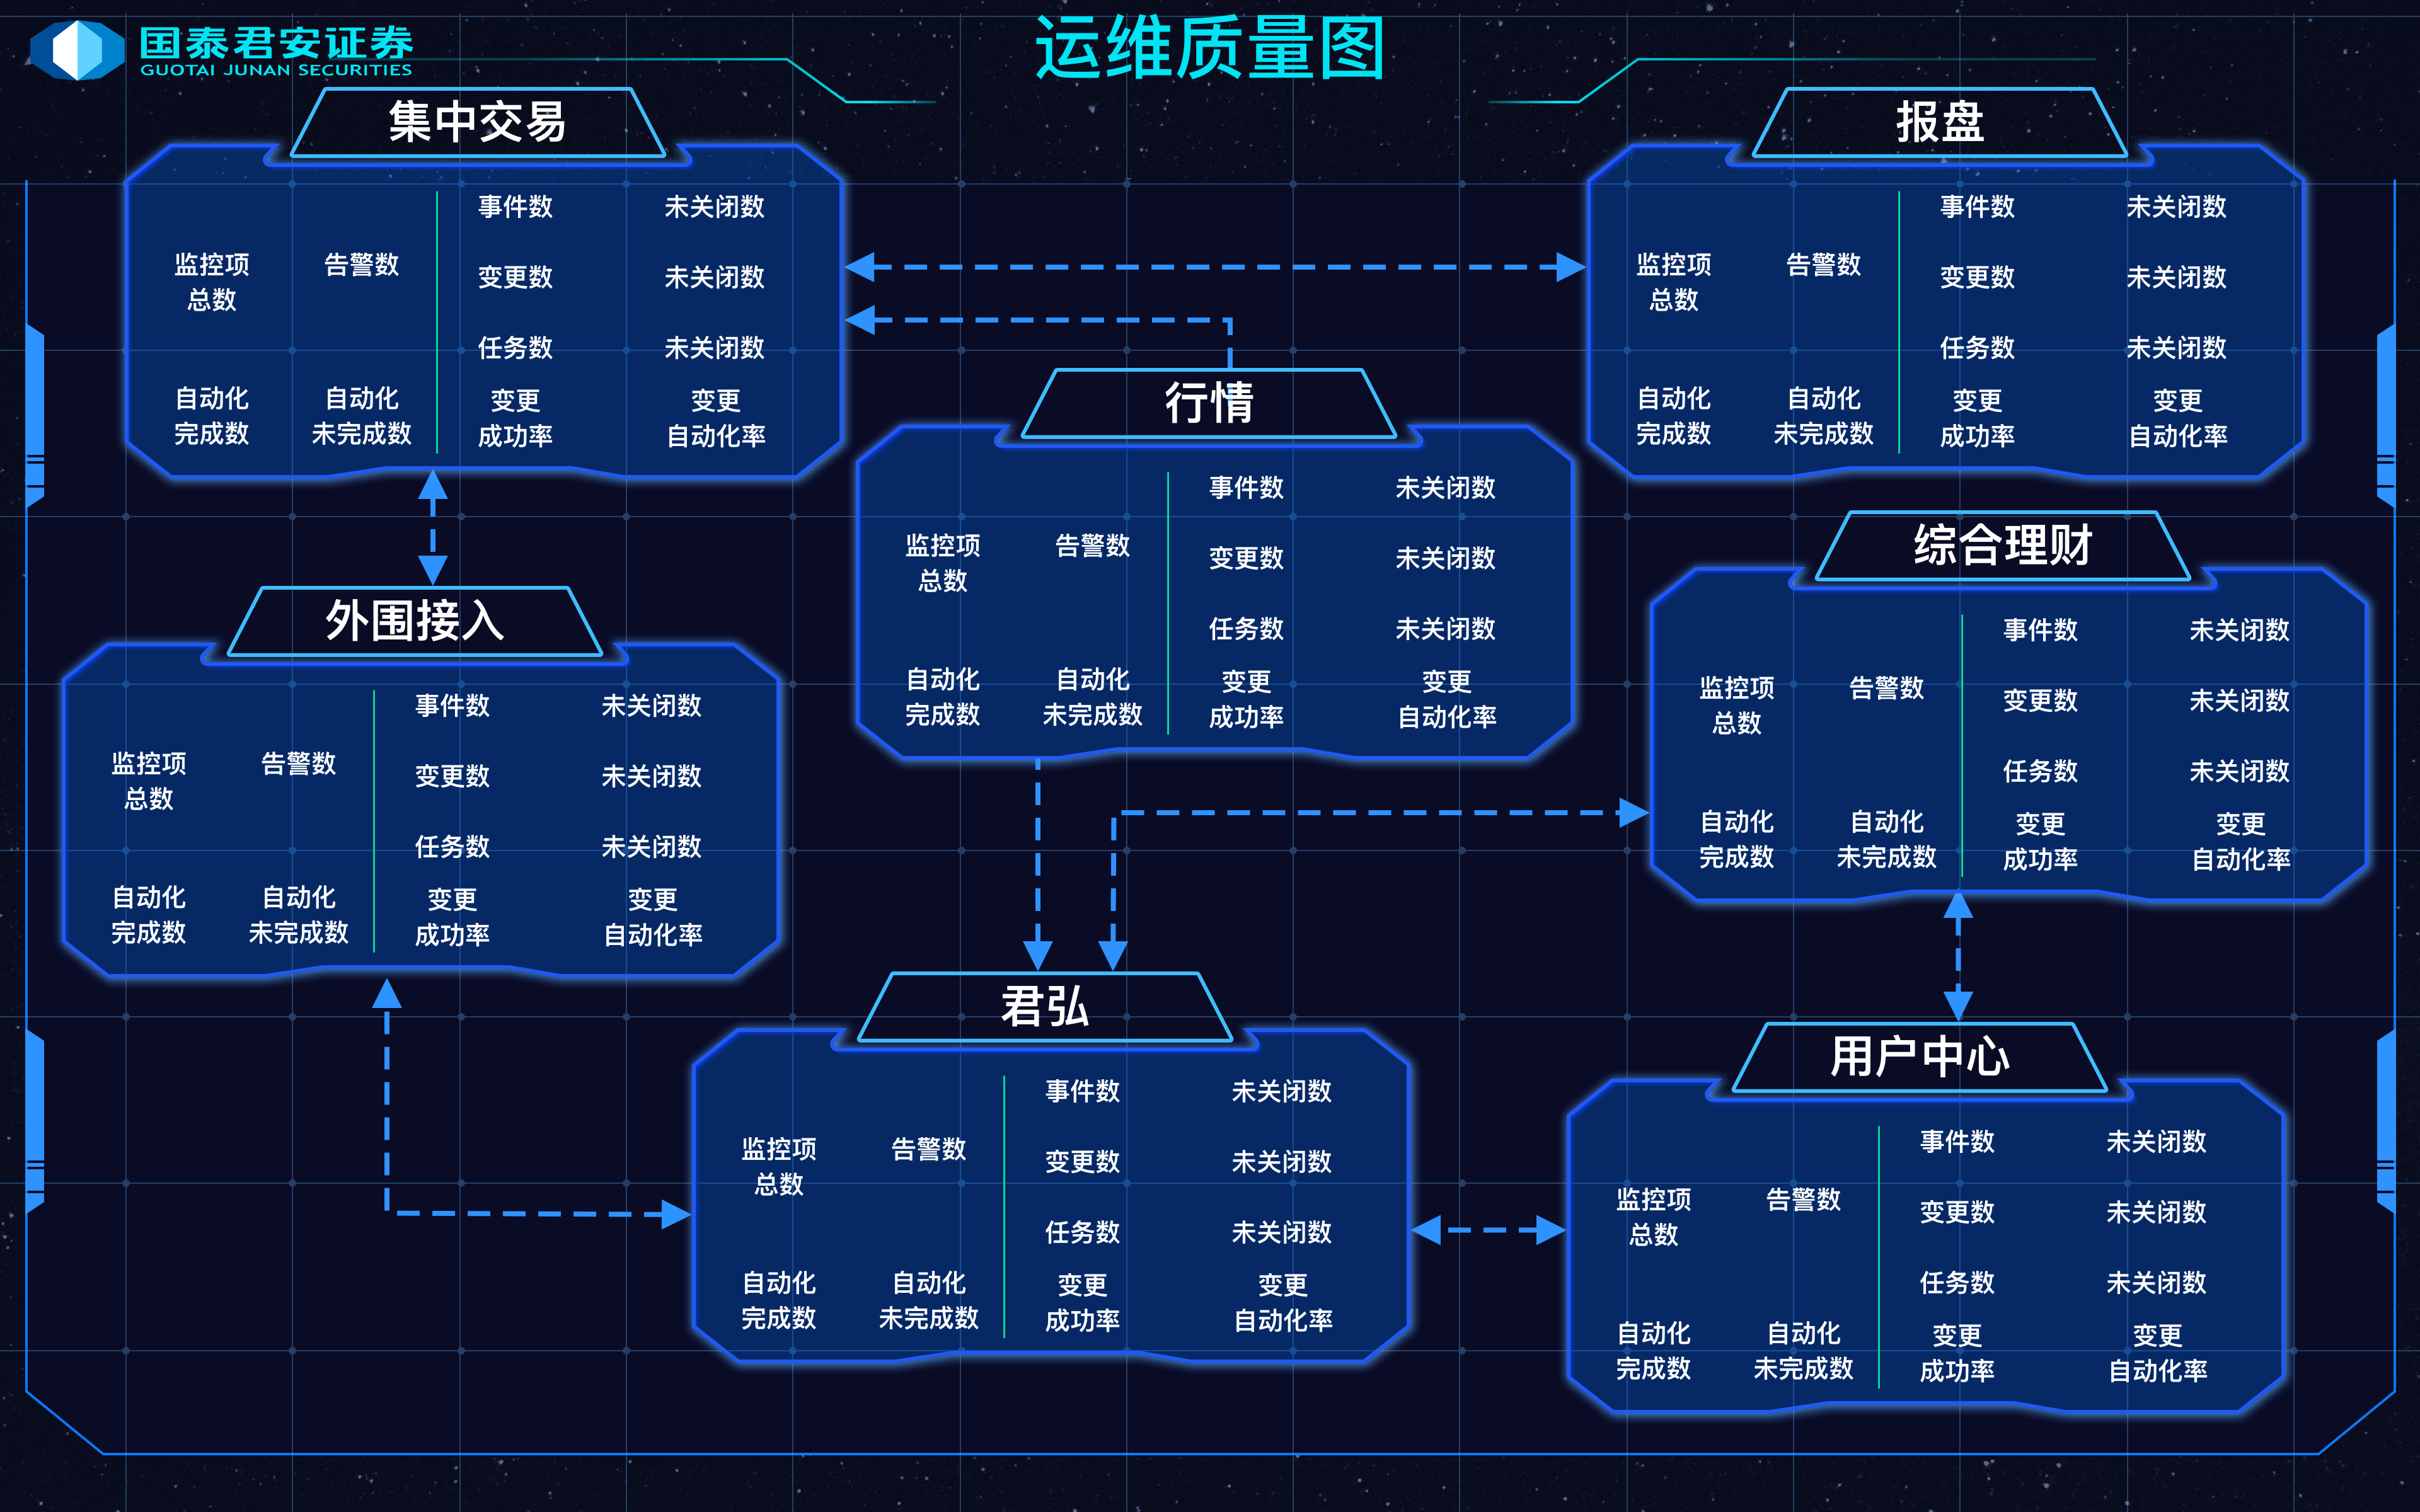 国泰君安证券
GUOTAI JUNAN SECURITIES
运维质量图
集中交易
监控项
总数
告警数
自动化
完成数
自动化
未完成数
事件数
未关闭数
变更数
未关闭数
任务数
未关闭数
变更
成功率
变更
自动化率
报盘
监控项
总数
告警数
自动化
完成数
自动化
未完成数
事件数
未关闭数
变更数
未关闭数
任务数
未关闭数
变更
成功率
变更
自动化率
行情
监控项
总数
告警数
自动化
完成数
自动化
未完成数
事件数
未关闭数
变更数
未关闭数
任务数
未关闭数
变更
成功率
变更
自动化率
综合理财
监控项
总数
告警数
自动化
完成数
自动化
未完成数
事件数
未关闭数
变更数
未关闭数
任务数
未关闭数
变更
成功率
变更
自动化率
外围接入
监控项
总数
告警数
自动化
完成数
自动化
未完成数
事件数
未关闭数
变更数
未关闭数
任务数
未关闭数
变更
成功率
变更
自动化率
君弘
监控项
总数
告警数
自动化
完成数
自动化
未完成数
事件数
未关闭数
变更数
未关闭数
任务数
未关闭数
变更
成功率
变更
自动化率
用户中心
监控项
总数
告警数
自动化
完成数
自动化
未完成数
事件数
未关闭数
变更数
未关闭数
任务数
未关闭数
变更
成功率
变更
自动化率